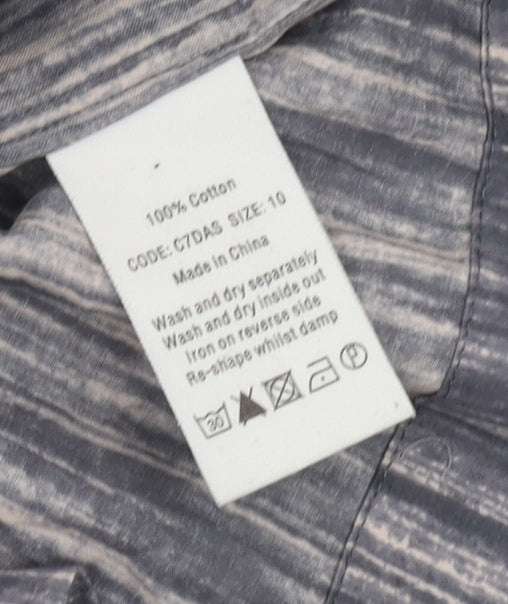 100% Cotton
CODE: C7DAS SIZE: 10
Made in China
Wash and dry separately
Wash and dry inside out
Iron on reverse side
Re-shape whilst damp
30 P